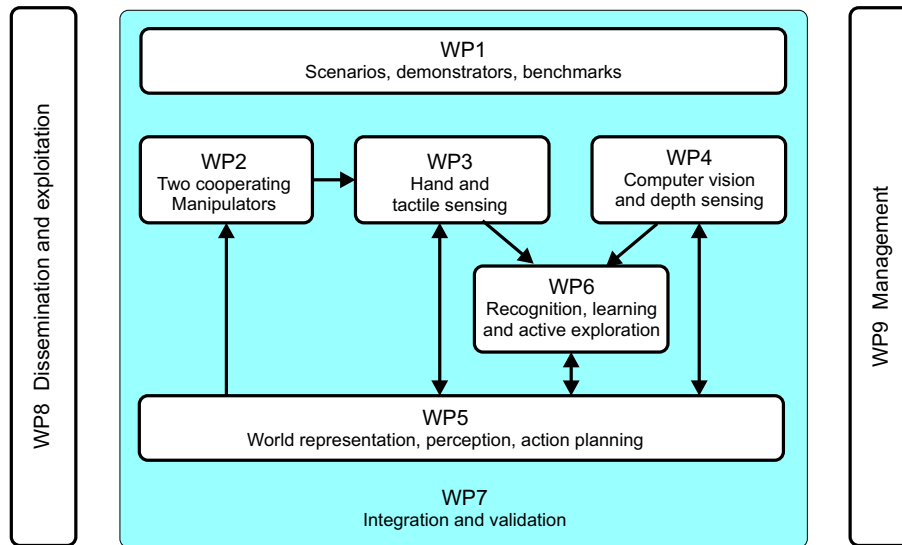 WP8 Dissemination and exploitation
WP1
Scenarios, demonstrators, benchmarks
WP2
Two cooperating
Manipulators
WP3
Hand and
tactile sensing
WP4
Computer vision
and depth sensing
WP6
Recognition, learning
and active exploration
WP5
World representation, perception, action planning
WP7
Integration and validation
WP9 Management